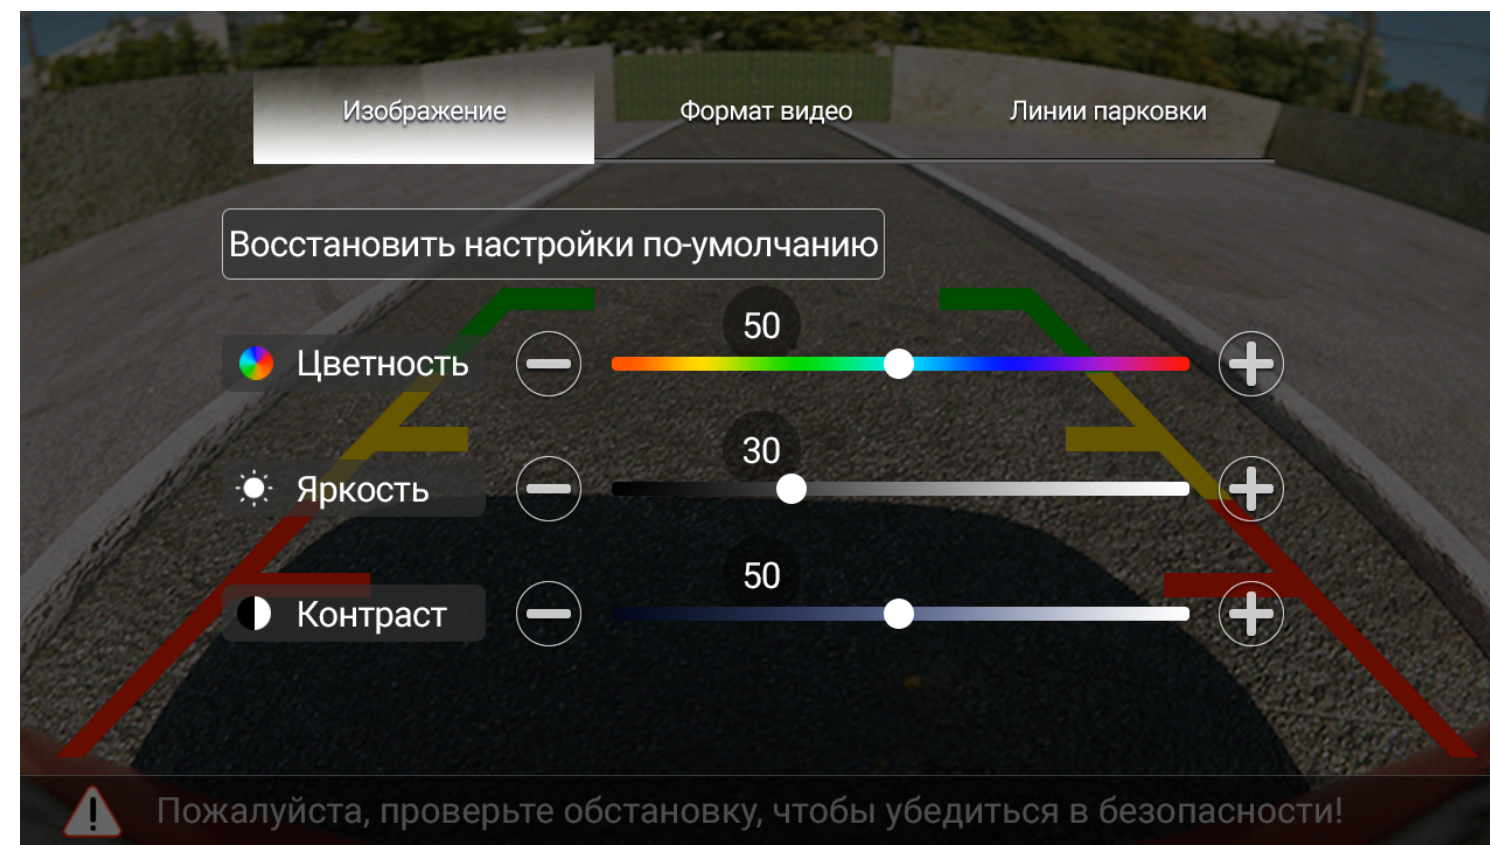 Изображение
Формат видео
Линии парковки
Восстановить настройки по-умолчанию
50
Цветность
30
Яркость
50
Контраст
Пожалуйста, проверьте обстановку, чтобы убедиться в безопасности!